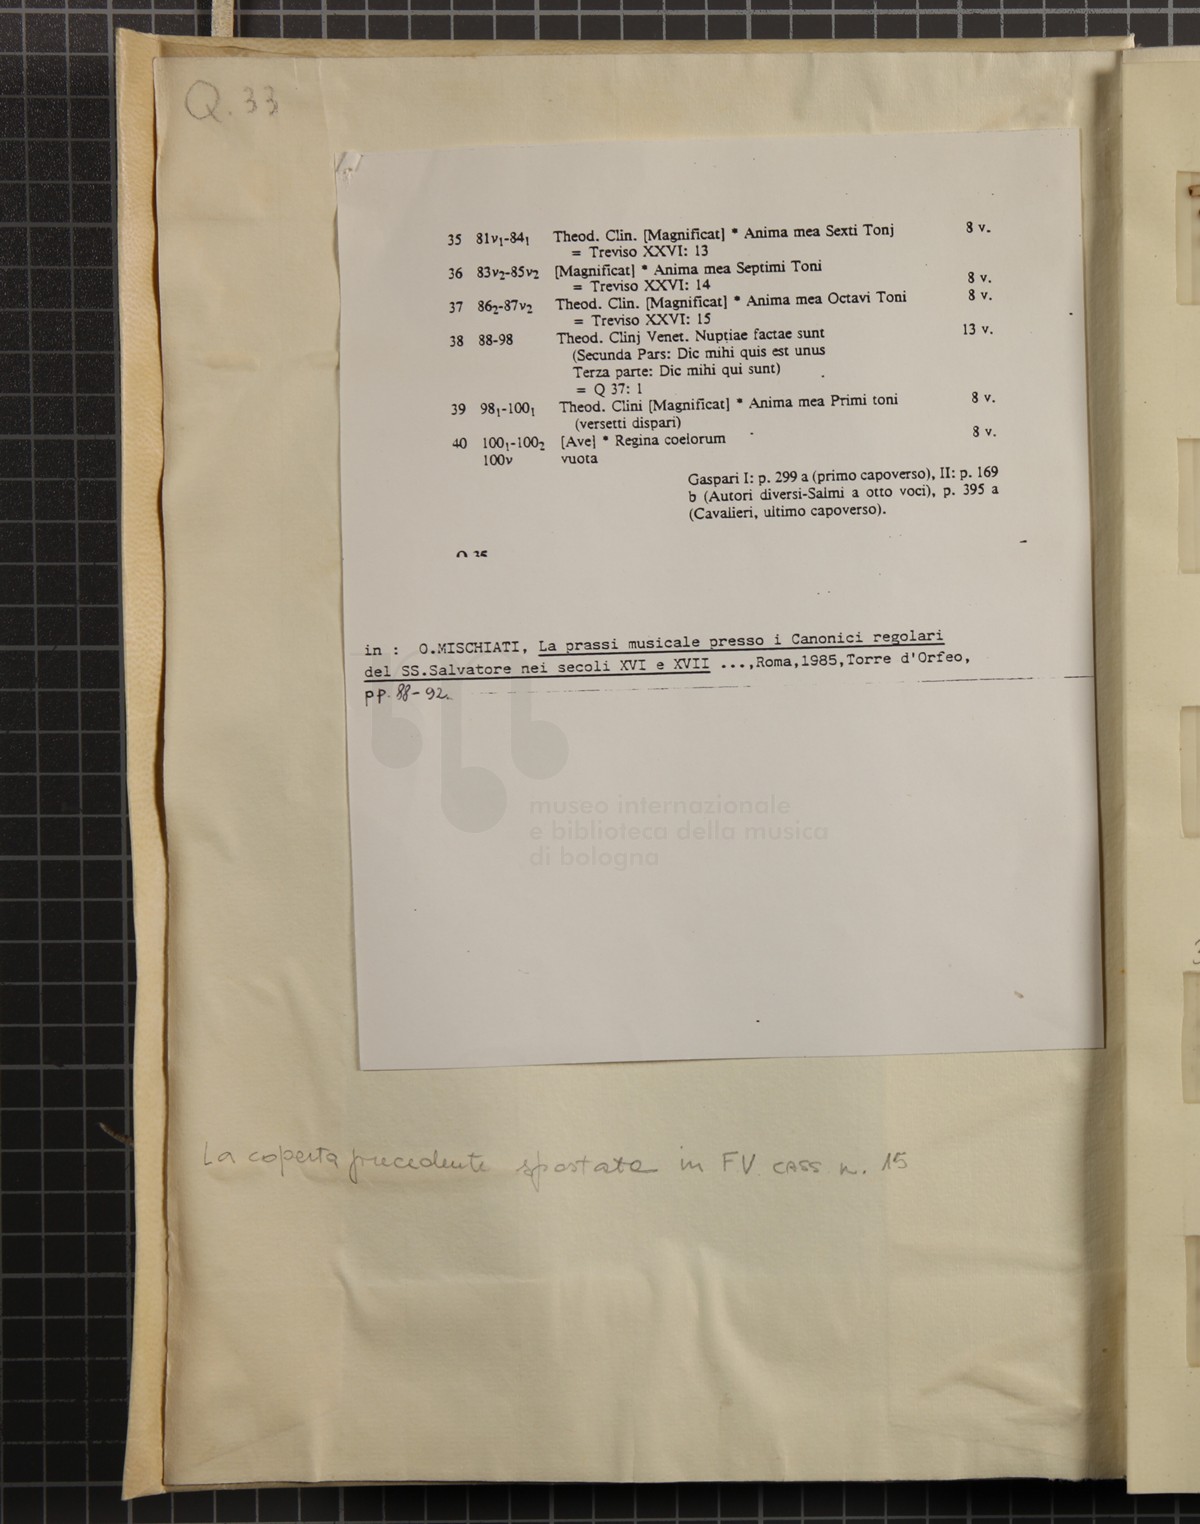 Q. 33
35 81v₁-84₁ Theod. Clin. [Magnificat] * Anima mea Sexti Tonj 8 v.
= Treviso XXVI: 13
36 83v₂-85v₂ [Magnificat] * Anima mea Septimi Toni
= Treviso XXVI: 14 8 v.
37 86₂-87v₂ Theod. Clin. [Magnificat] * Anima mea Octavi Toni 8 v.
= Treviso XXVI: 15
38 88-98 Theod. Clinj Venet. Nuptiae factae sunt 13 v.
(Secunda Pars: Dic mihi quis est unus
Terza parte: Dic mihi qui sunt)
= Q 37: 1
39 98₁-100₁ Theod. Clini [Magnificat] * Anima mea Primi toni 8 v.
(versetti dispari)
40 100₁-100₂ [Ave] * Regina coelorum 8 v.
100v vuota
Gaspari I: p. 299 a (primo capoverso), II: p. 169
b (Autori diversi-Salmi a otto voci), p. 395 a
(Cavalieri, ultimo capoverso).
in : O.MISCHIATI, La prassi musicale presso i Canonici regolari
del SS.Salvatore nei secoli XVI e XVII ...,Roma,1985,Torre d'Orfeo,
pp. 88-92.
museo internazionale
e biblioteca della musica
di bologna
La coperta precedente spostata in FV. cass n. 15